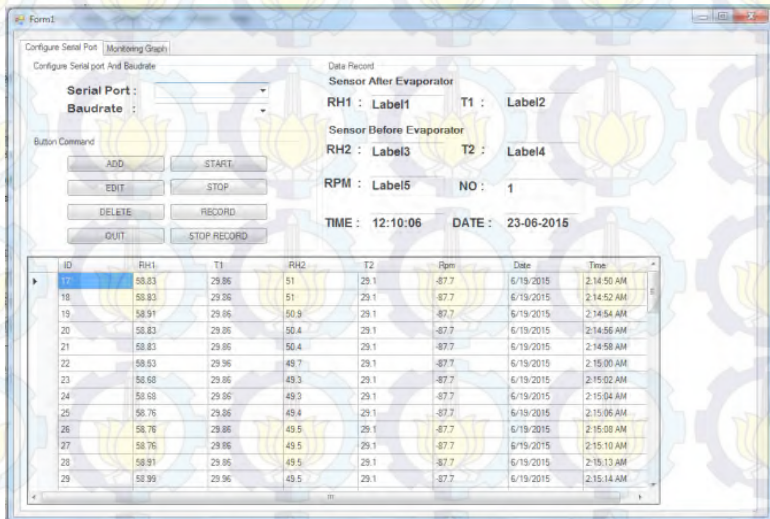 Form1
Configure Serial Port Monitoring Graph
Configure Serial port And Baudrate
Serial Port :
Baudrate :
Button Command
ADD START
EDIT STOP
DELETE RECORD
QUIT STOP RECORD
Data Record
Sensor After Evaporator
RH1 : Label1 T1 : Label2
Sensor Before Evaporator
RH2 : Label3 T2 : Label4
RPM : Label5 NO : 1
TIME : 12:10:06 DATE : 23-06-2015
ID RH1 T1 RH2 T2 Rpm Date Time
17 58.83 29.86 51 29.1 -87.7 6/19/2015 2:14:50 AM
18 58.83 29.86 51 29.1 -87.7 6/19/2015 2:14:52 AM
19 58.91 29.86 50.9 29.1 -87.7 6/19/2015 2:14:54 AM
20 58.83 29.86 50.4 29.1 -87.7 6/19/2015 2:14:56 AM
21 58.83 29.86 50.4 29.1 -87.7 6/19/2015 2:14:58 AM
22 58.53 29.96 49.7 29.1 -87.7 6/19/2015 2:15:00 AM
23 58.68 29.86 49.3 29.1 -87.7 6/19/2015 2:15:02 AM
24 58.68 29.86 49.3 29.1 -87.7 6/19/2015 2:15:04 AM
25 58.76 29.86 49.4 29.1 -87.7 6/19/2015 2:15:06 AM
26 58.76 29.86 49.5 29.1 -87.7 6/19/2015 2:15:08 AM
27 58.76 29.86 49.5 29.1 -87.7 6/19/2015 2:15:10 AM
28 58.91 29.86 49.5 29.1 -87.7 6/19/2015 2:15:13 AM
29 58.99 29.96 49.5 29.1 -87.7 6/19/2015 2:15:14 AM